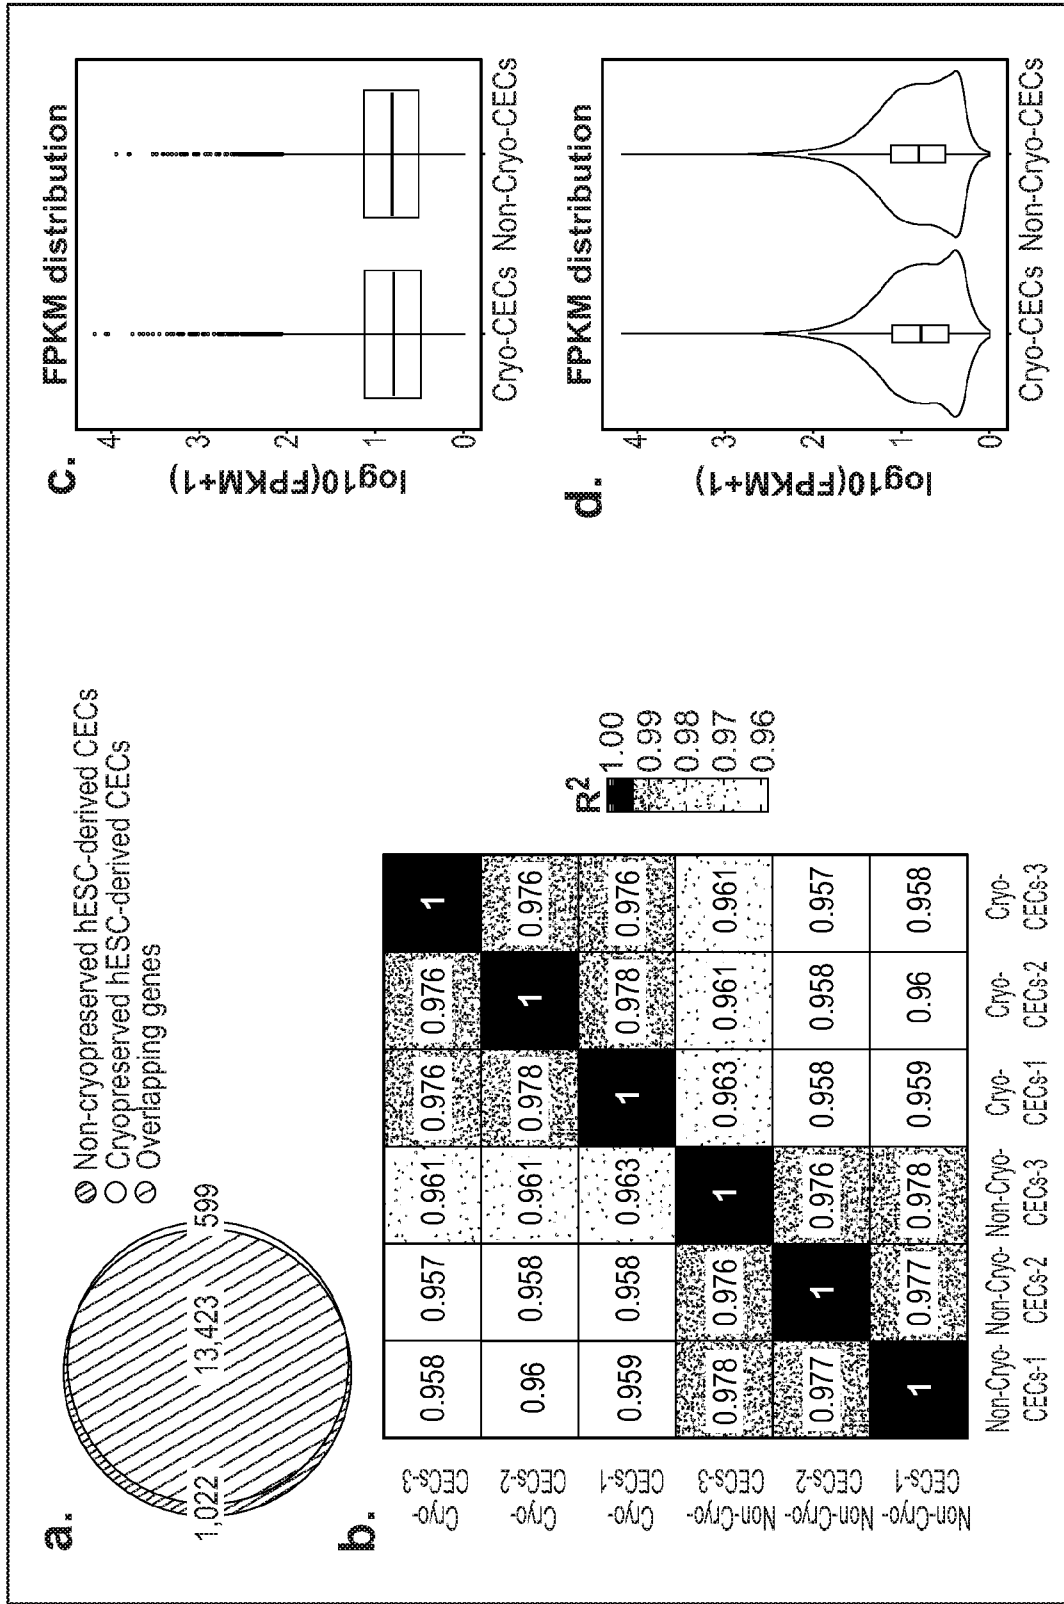 a.
Non-cryopreserved hESC-derived CECs
Cryopreserved hESC-derived CECs
Overlapping genes
1,022
13,423
599
b.
Cryo-
CECs-3
0.958
0.957
0.961
0.976
0.976
1
Cryo-
CECs-2
0.96
0.958
0.961
0.978
1
0.976
Cryo-
CECs-1
0.959
0.958
0.963
1
0.978
0.976
Non-Cryo-
CECs-3
0.978
0.976
1
0.963
0.961
0.961
Non-Cryo-
CECs-2
0.977
1
0.976
0.958
0.958
0.957
Non-Cryo-
CECs-1
1
0.977
0.978
0.959
0.96
0.958
Non-Cryo-
CECs-1
Non-Cryo-
CECs-2
Non-Cryo-
CECs-3
Cryo-
CECs-1
Cryo-
CECs-2
Cryo-
CECs-3
R²
1.00
0.99
0.98
0.97
0.96
c.
FPKM distribution
log10(FPKM+1)
4
3
2
1
0
Cryo-CECs
Non-Cryo-CECs
d.
FPKM distribution
log10(FPKM+1)
4
3
2
1
0
Cryo-CECs
Non-Cryo-CECs